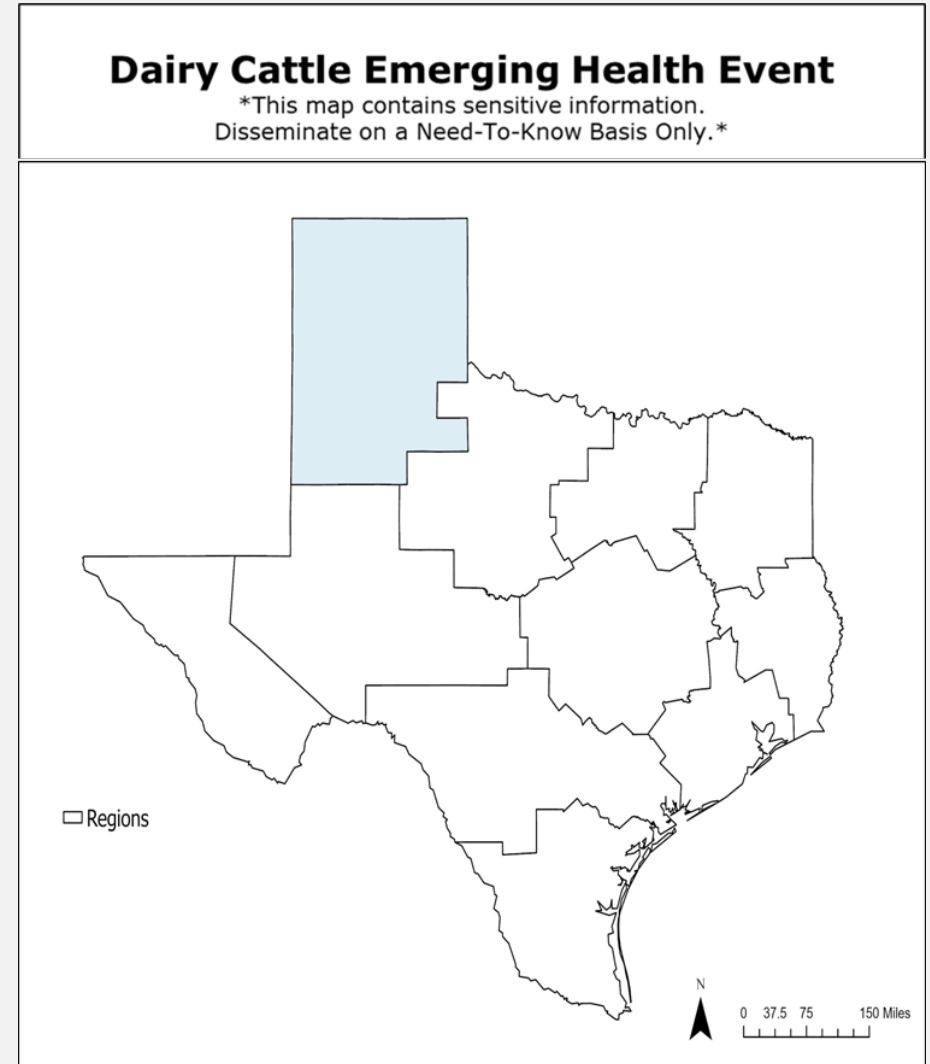 Dairy Cattle Emerging Health Event
*This map contains sensitive information.
Disseminate on a Need-To-Know Basis Only.*
Regions
N
0 37.5 75 150 Miles